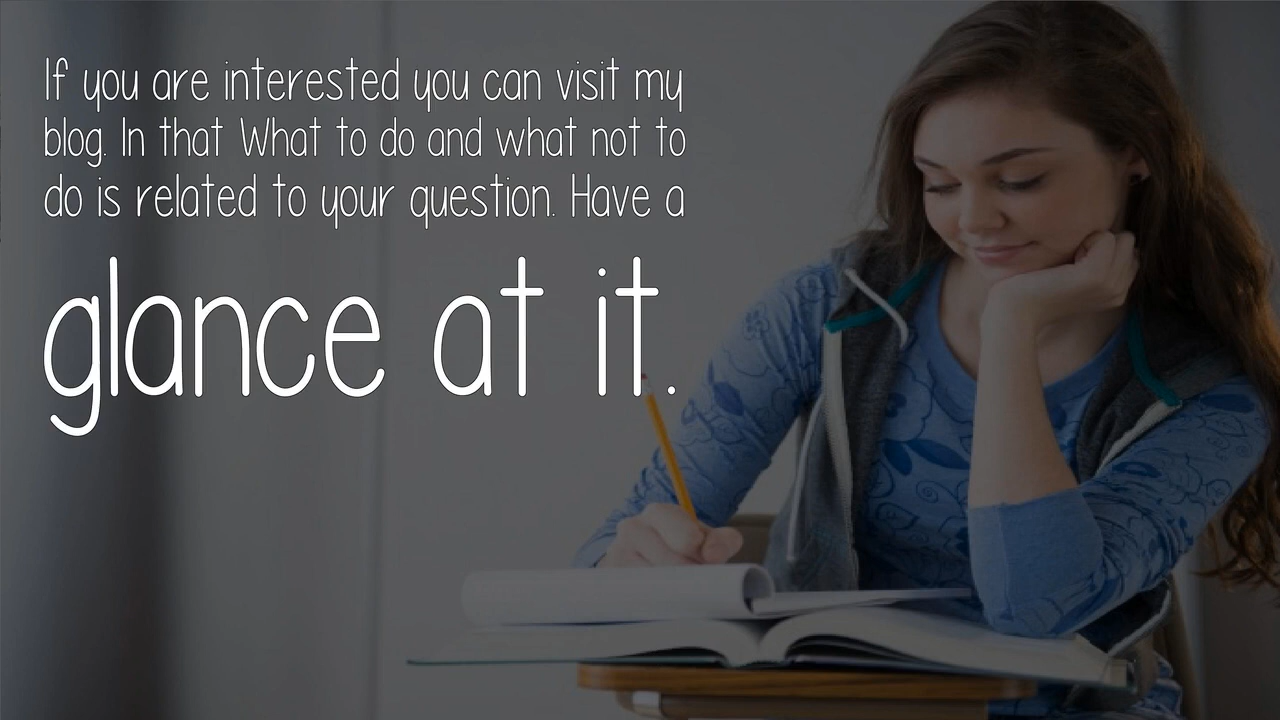 If you are interested you can visit my
blog. In that What to do and what not to
do is related to your question. Have a
glance at it.